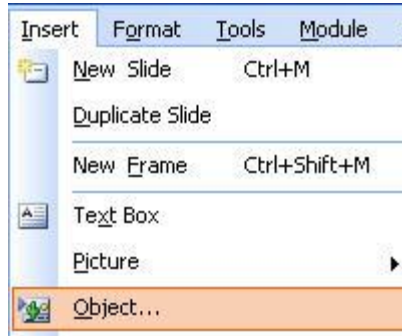 Insert Format Tools Module
New Slide Ctrl+M
Duplicate Slide
New Frame Ctrl+Shift+M
Text Box
Picture
Object...